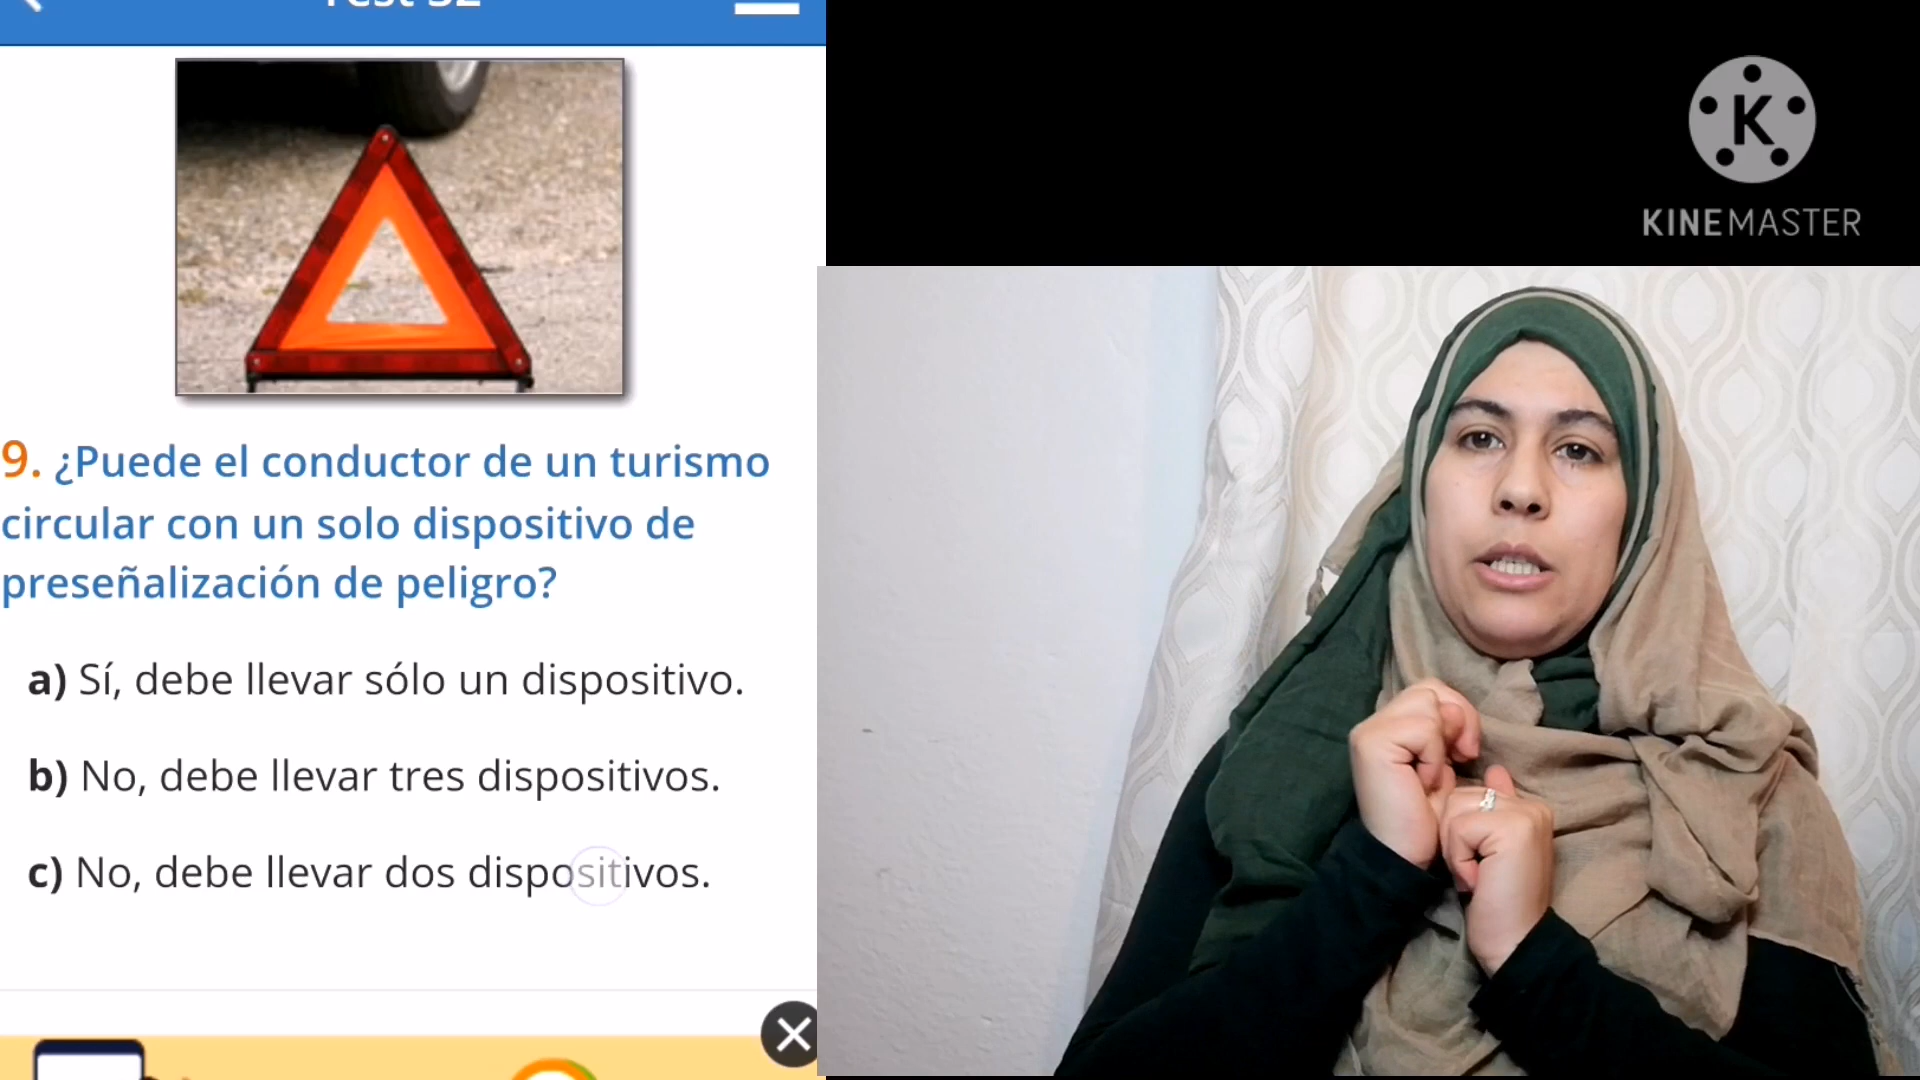 9. ¿Puede el conductor de un turismo
circular con un solo dispositivo de
preseñalización de peligro?
a) Sí, debe llevar sólo un dispositivo.
b) No, debe llevar tres dispositivos.
c) No, debe llevar dos dispositivos.
K
KINEMASTER